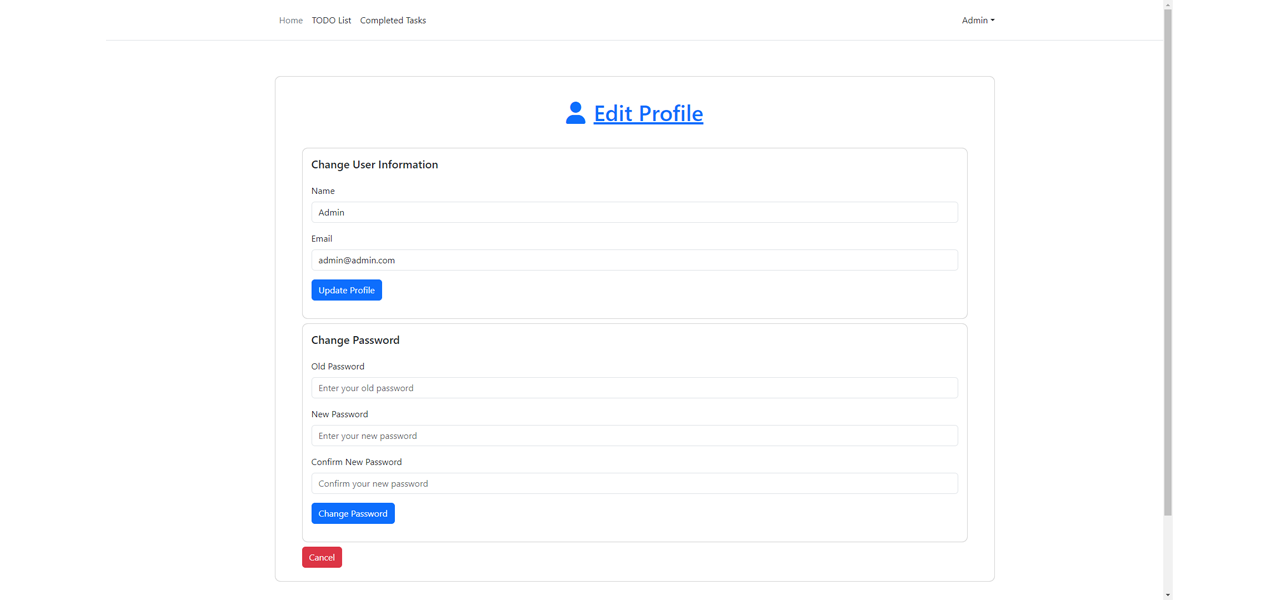 Home TODO List Completed Tasks Admin
Edit Profile
Change User Information
Name
Admin
Email
admin@admin.com
Update Profile
Change Password
Old Password
Enter your old password
New Password
Enter your new password
Confirm New Password
Confirm your new password
Change Password
Cancel